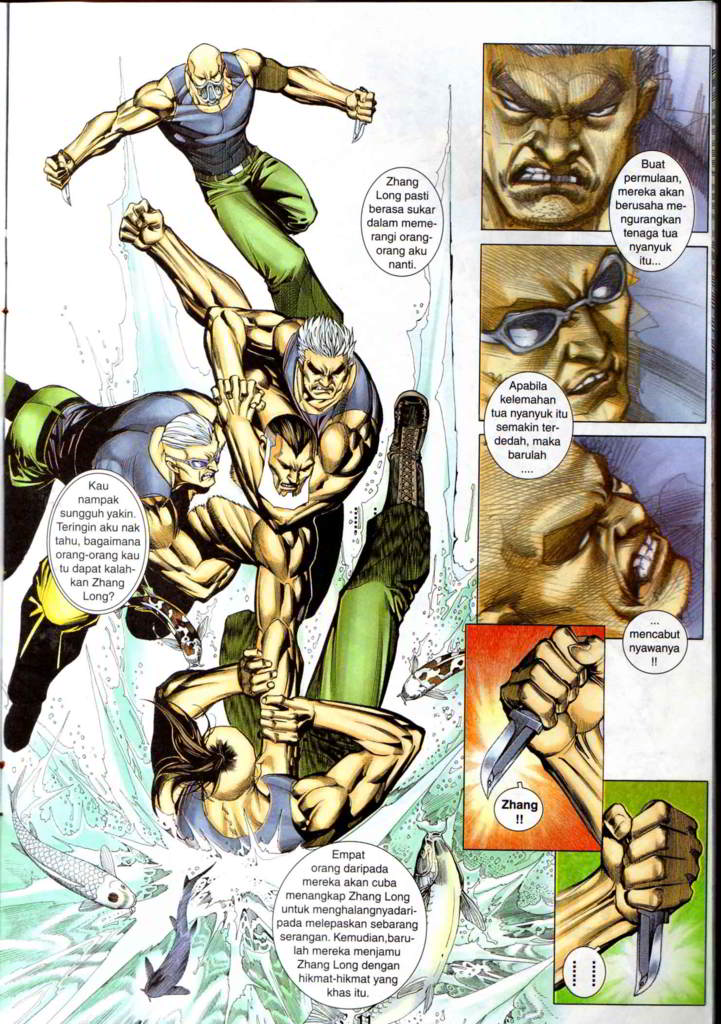 Zhang
Long pasti
berasa sukar
dalam meme-
rangi orang-
orang aku
nanti.
Buat
permulaan,
mereka akan
berusaha me-
ngurangkan
tenaga tua
nyanyuk
itu...
Apabila
kelemahan
tua nyanyuk itu
semakin ter-
dedah, maka
barulah
....
...
mencabut
nyawanya
!!
Kau
nampak
sungguh yakin.
Teringin aku nak
tahu, bagaimana
orang-orang kau
tu dapat kalah-
kan Zhang
Long?
Zhang
!!
Empat
orang daripada
mereka akan cuba
menangkap Zhang Long
untuk menghalangnyadari-
pada melepaskan sebarang
serangan. Kemudian,baru-
lah mereka menjamu
Zhang Long dengan
hikmat-hikmat yang
khas itu.
!!
11